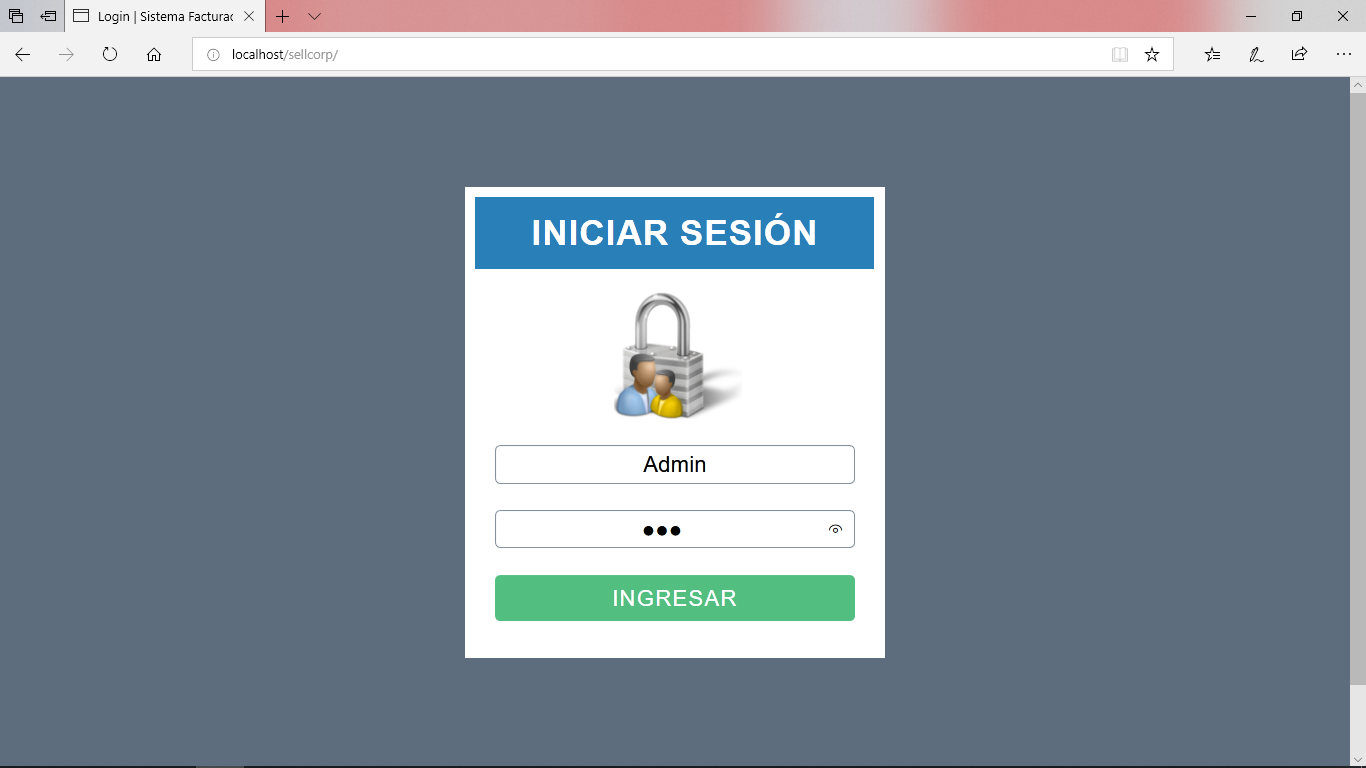 Login | Sistema Facturac
localhost/sellcorp/
INICIAR SESIÓN
Admin
INGRESAR